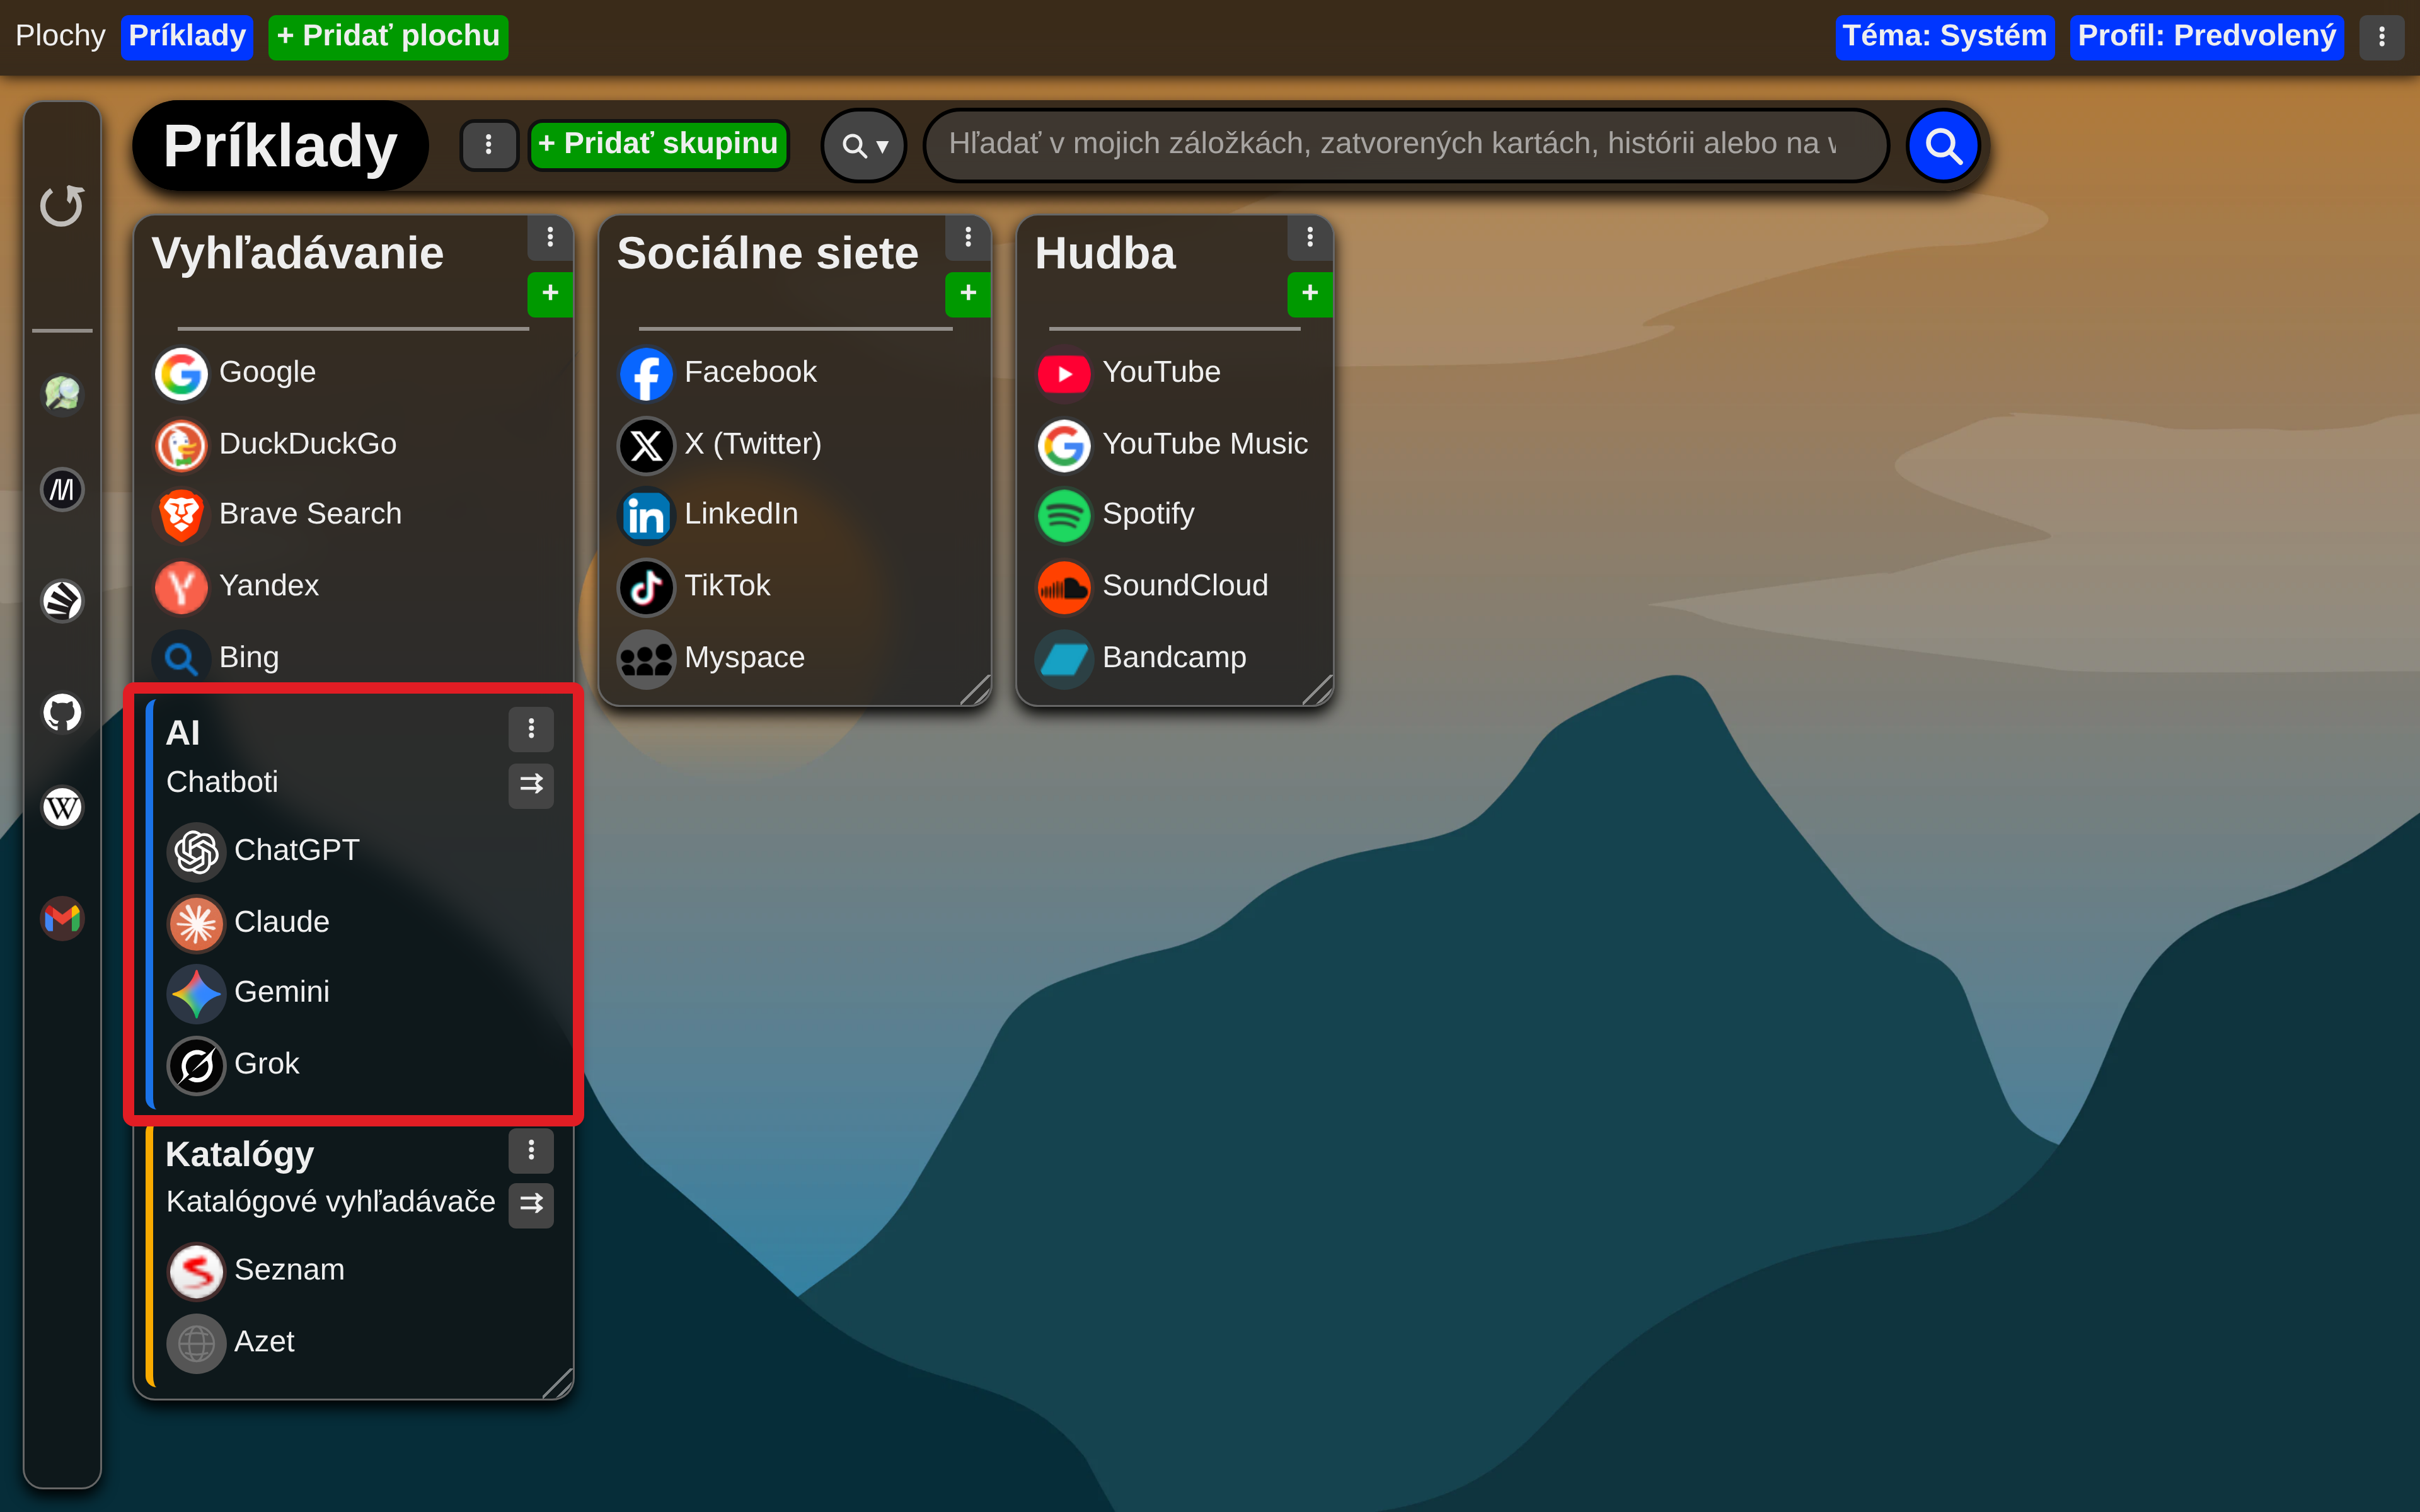 Plochy Príklady + Pridať plochu Téma: Systém Profil: Predvolený
Príklady + Pridať skupinu Hľadať v mojich záložkách, zatvorených kartách, histórii alebo na
Vyhľadávanie
+
Google
DuckDuckGo
Brave Search
Yandex
Bing
AI
Chatboti
ChatGPT
Claude
Gemini
Grok
Katalógy
Katalógové vyhľadávače
Seznam
Azet
Sociálne siete
+
Facebook
X (Twitter)
LinkedIn
TikTok
Myspace
Hudba
+
YouTube
YouTube Music
Spotify
SoundCloud
Bandcamp